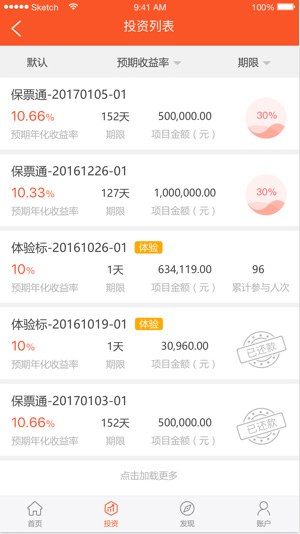 Sketch 9:41 AM 100%
投资列表
默认 预期收益率 期限
保票通-20170105-01
10.66% 152天 500,000.00 30%
预期年化收益率 期限 项目金额（元）
保票通-20161226-01
10.33% 127天 1,000,000.00 30%
预期年化收益率 期限 项目金额（元）
体验标-20161026-01 体验
10% 1天 634,119.00 96
预期年化收益率 期限 项目金额（元） 累计参与人次
体验标-20161019-01 体验
10% 1天 30,960.00 已还款
预期年化收益率 期限 项目金额（元）
保票通-20170103-01
10.66% 152天 500,000.00 已还款
预期年化收益率 期限 项目金额（元）
点击加载更多
首页 投资 发现 账户